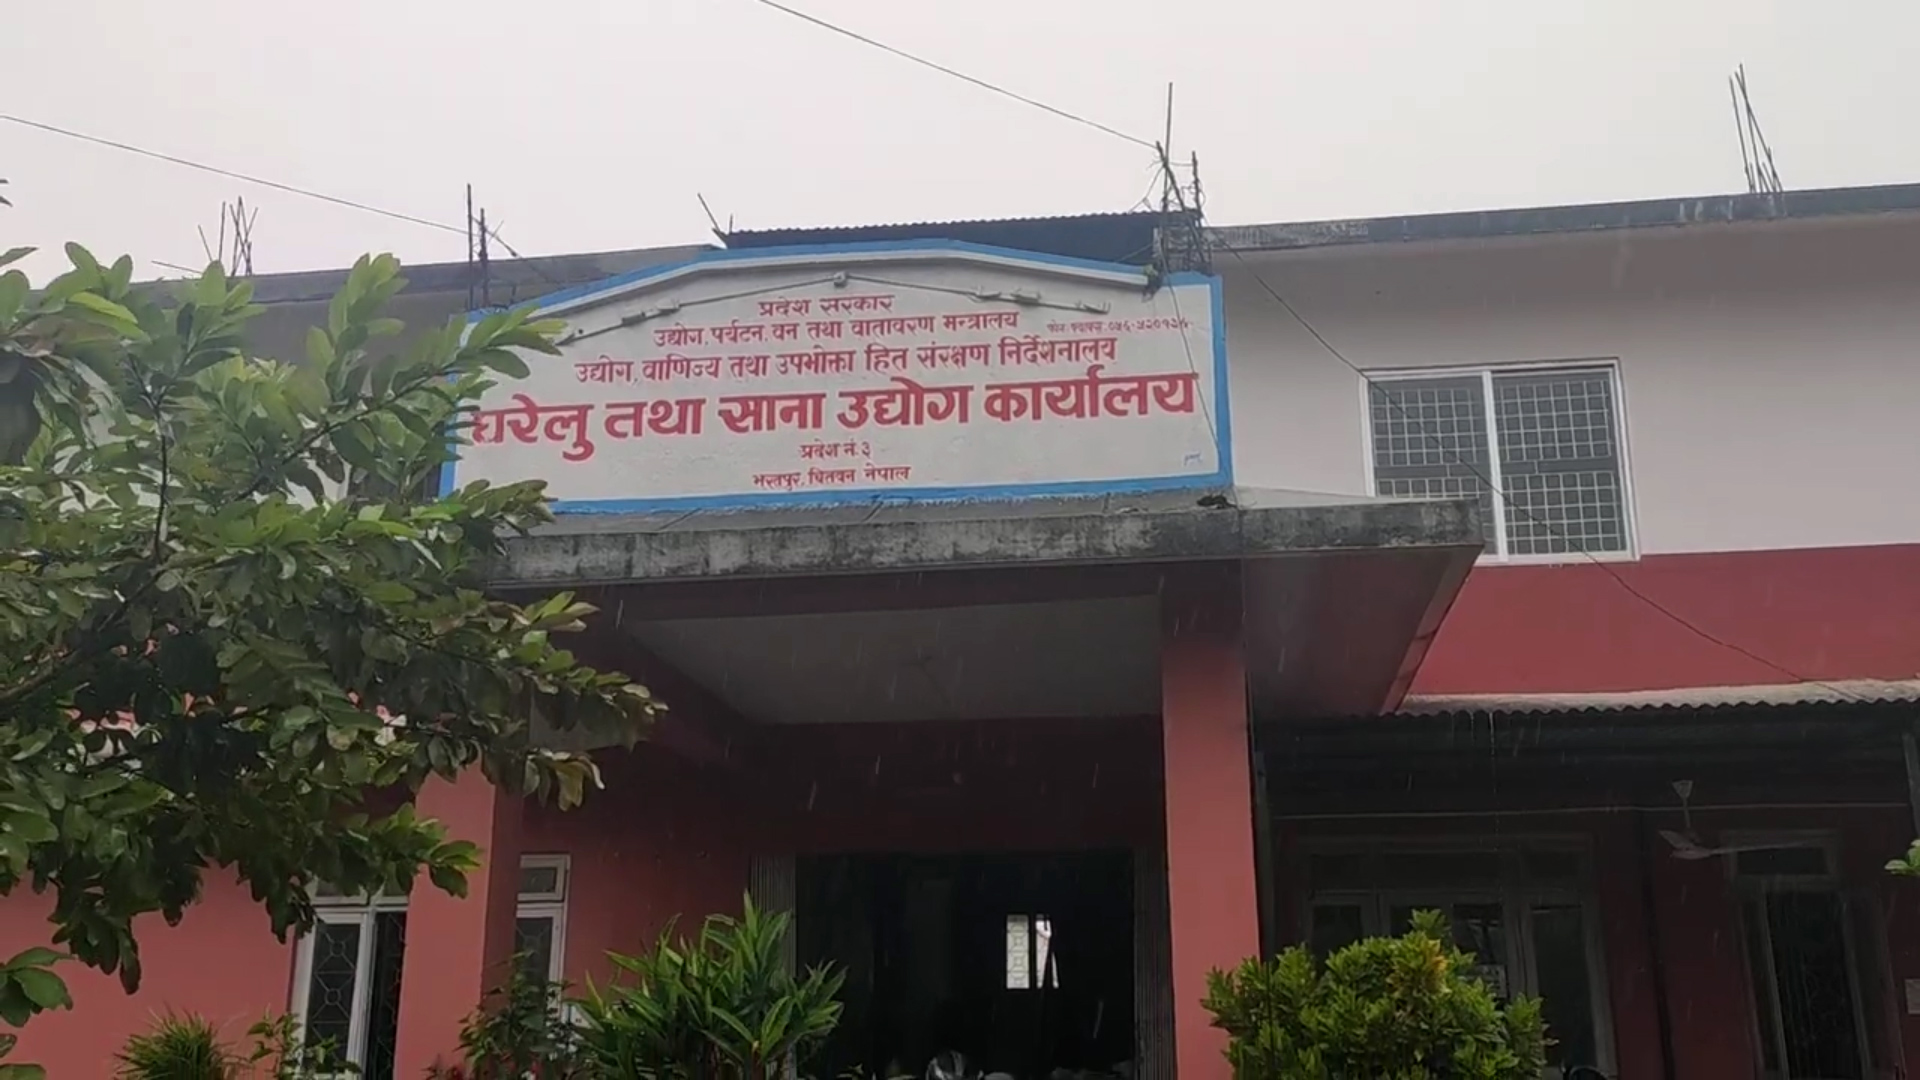 प्रदेश सरकार
उद्योग, पर्यटन, वन तथा वातावरण मन्त्रालय
उद्योग, वाणिज्य तथा उपभोक्ता हित संरक्षण निर्देशनालय
घरेलु तथा साना उद्योग कार्यालय
प्रदेश नं. ३
भरतपुर, चितवन नेपाल